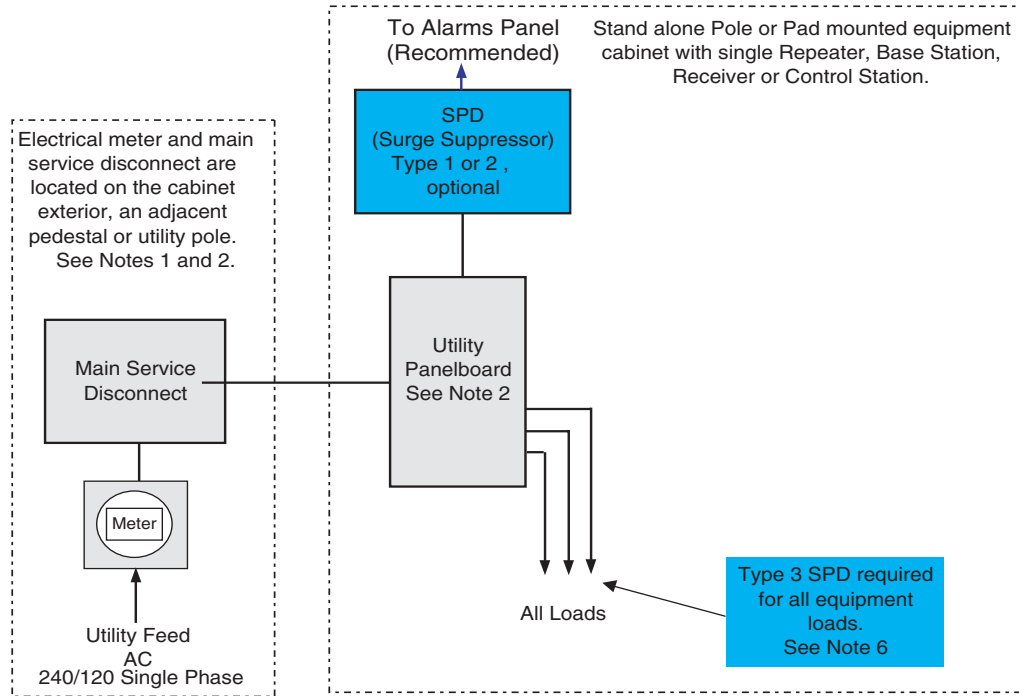 To Alarms Panel
(Recommended)
Stand alone Pole or Pad mounted equipment
cabinet with single Repeater, Base Station,
Receiver or Control Station.
SPD
(Surge Suppressor)
Type 1 or 2 ,
optional
Electrical meter and main
service disconnect are
located on the cabinet
exterior, an adjacent
pedestal or utility pole.
See Notes 1 and 2.
Main Service
Disconnect
Utility
Panelboard
See Note 2
Meter
Utility Feed
AC
240/120 Single Phase
All Loads
Type 3 SPD required
for all equipment
loads.
See Note 6